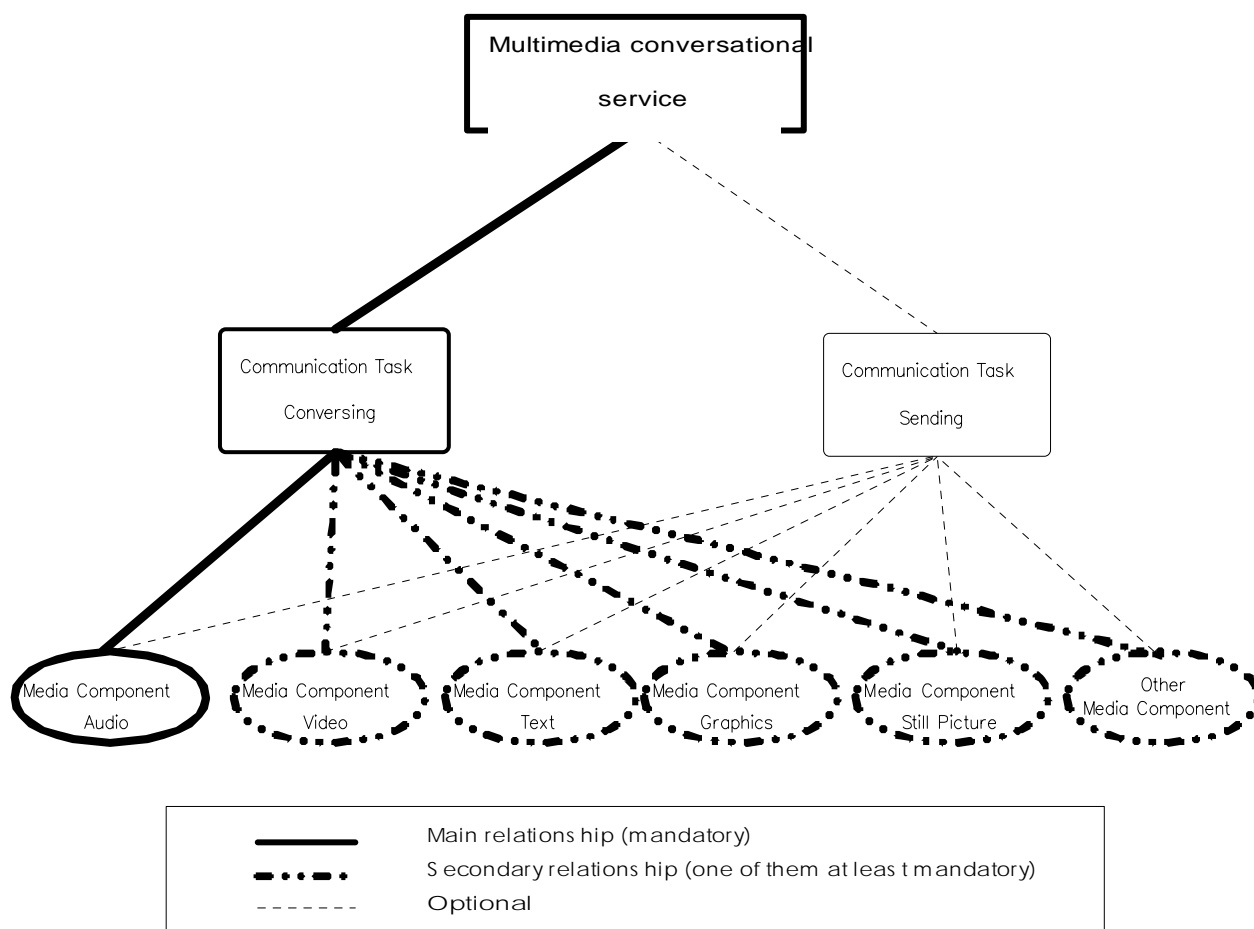 Multimedia conversational
service
Communication Task
Conversing
Communication Task
Sending
Media Component
Audio
Media Component
Video
Media Component
Text
Media Component
Graphics
Media Component
Still Picture
Other
Media Component
Main relations hip (mandatory)
S econdary relations hip (one of them at leas t mandatory)
Optional